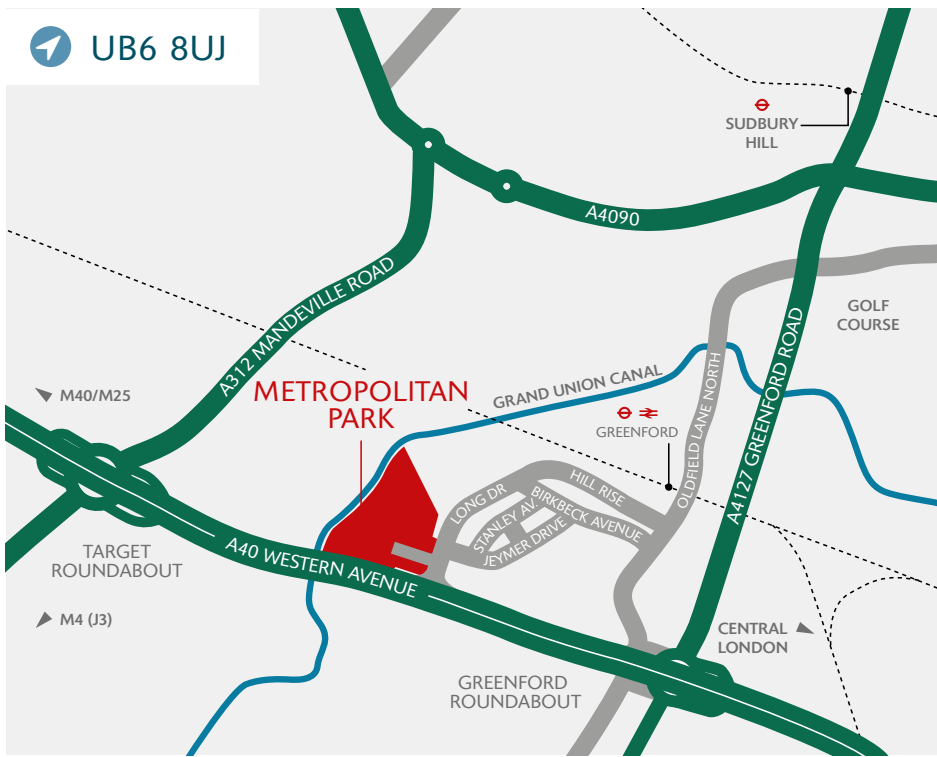 UB6 8UJ
SUDBURY
HILL
A4090
A312 MANDEVILLE ROAD
GOLF
COURSE
M40/M25
METROPOLITAN
PARK
GRAND UNION CANAL
GREENFORD
OLDFIELD LANE NORTH
A4127 GREENFORD ROAD
LONG DR
HILL RISE
STANLEY AV.
BIRKBECK AVENUE
JEYMER DRIVE
TARGET
ROUNDABOUT
A40 WESTERN AVENUE
M4 (J3)
CENTRAL
LONDON
GREENFORD
ROUNDABOUT